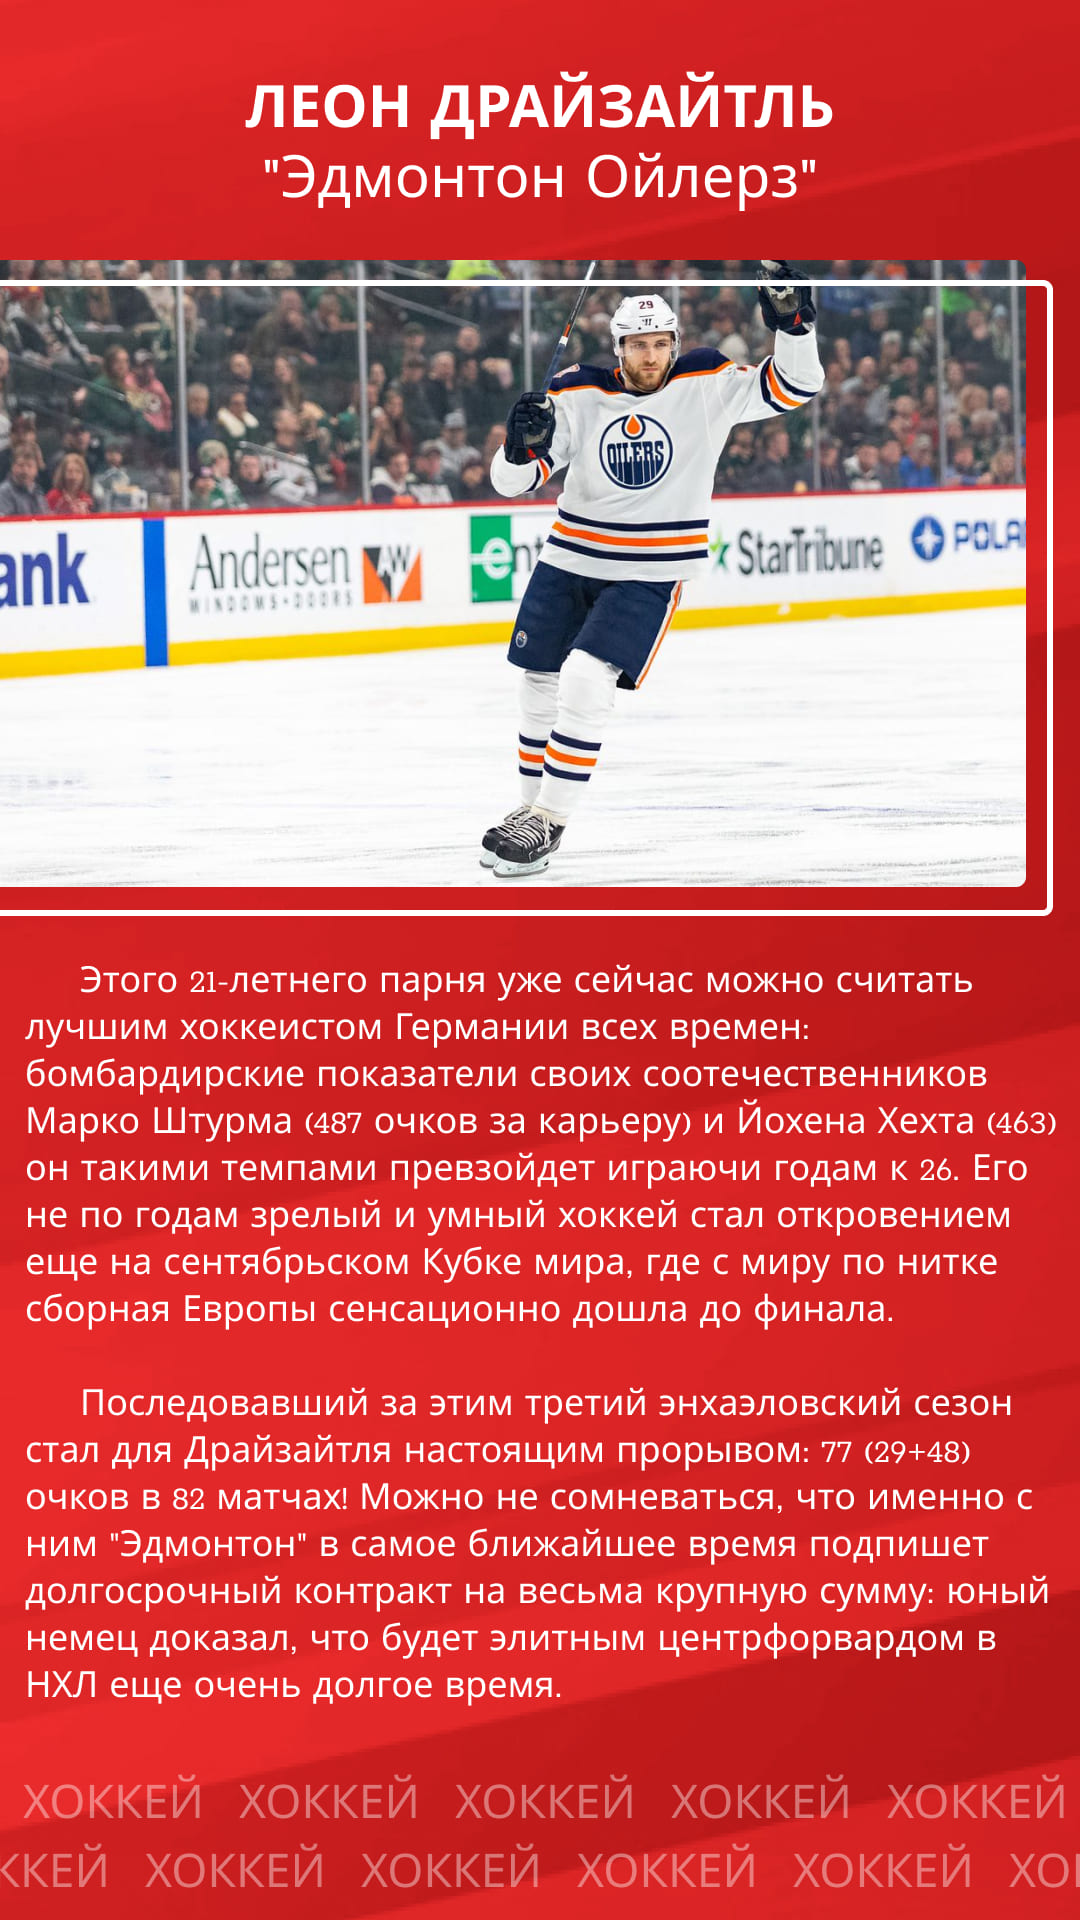 ЛЕОН ДРАЙЗАЙТЛЬ
"Эдмонтон Ойлерз"
29
OILERS
ank
Andersen AW
WINDOWS•DOORS
StarTribune
Этого 21-летнего парня уже сейчас можно считать
лучшим хоккеистом Германии всех времен:
бомбардирские показатели своих соотечественников
Марко Штурма (487 очков за карьеру) и Йохена Хехта (463)
он такими темпами превзойдет играючи годам к 26. Его
не по годам зрелый и умный хоккей стал откровением
еще на сентябрьском Кубке мира, где с миру по нитке
сборная Европы сенсационно дошла до финала.
Последовавший за этим третий энхаэловский сезон
стал для Драйзайтля настоящим прорывом: 77 (29+48)
очков в 82 матчах! Можно не сомневаться, что именно с
ним "Эдмонтон" в самое ближайшее время подпишет
долгосрочный контракт на весьма крупную сумму: юный
немец доказал, что будет элитным центрфорвардом в
НХЛ еще очень долгое время.
ХОККЕЙ ХОККЕЙ ХОККЕЙ ХОККЕЙ ХОККЕЙ
ККЕЙ ХОККЕЙ ХОККЕЙ ХОККЕЙ ХОККЕЙ ХО